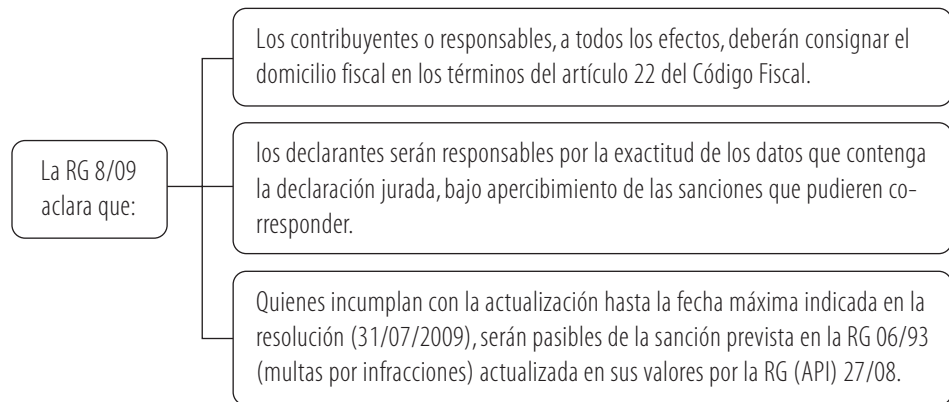 La RG 8/09
aclara que:
Los contribuyentes o responsables, a todos los efectos, deberán consignar el
domicilio fiscal en los términos del artículo 22 del Código Fiscal.
los declarantes serán responsables por la exactitud de los datos que contenga
la declaración jurada, bajo apercibimiento de las sanciones que pudieren co-
rresponder.
Quienes incumplan con la actualización hasta la fecha máxima indicada en la
resolución (31/07/2009), serán pasibles de la sanción prevista en la RG 06/93
(multas por infracciones) actualizada en sus valores por la RG (API) 27/08.